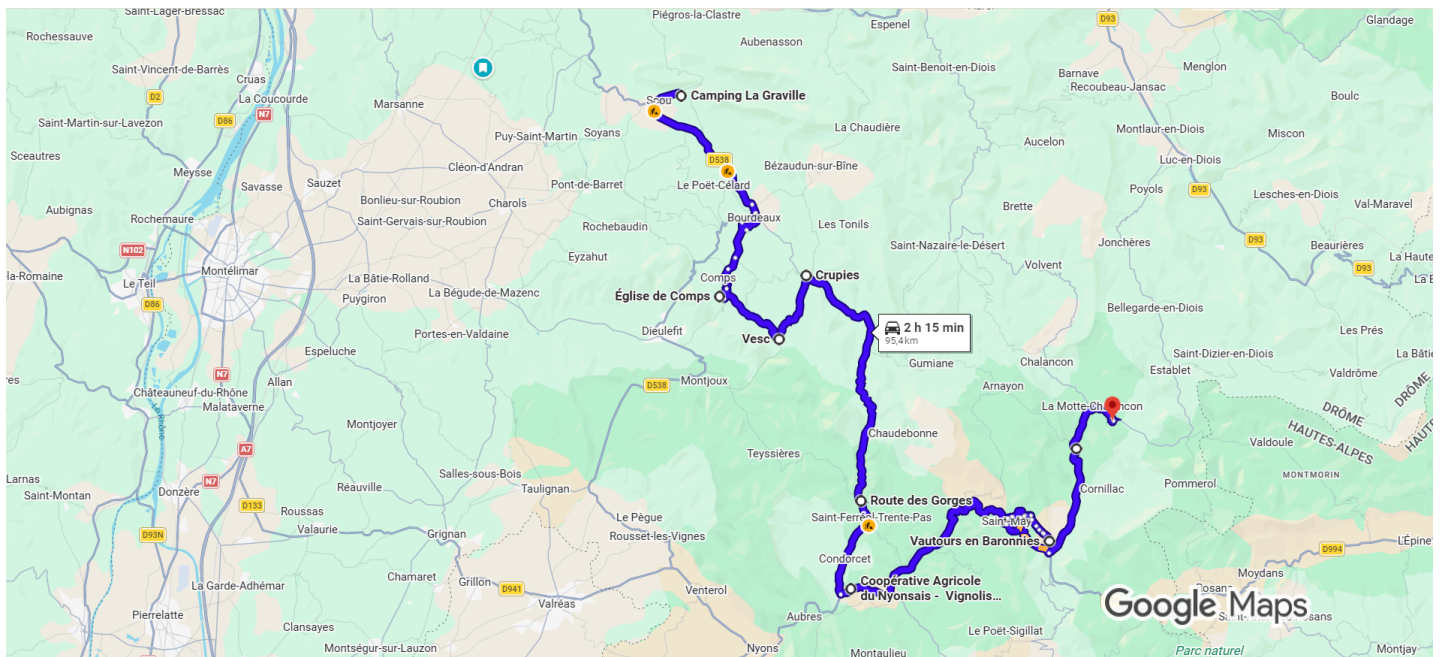 Saint-Lager-Bressac
Piégros-la-Clastre
Espenel
D93
Glandage
Rochessauve
Aubenasson
Saint-Vincent-de-Barrès
Cruas
Saint-Benoit-en-Diois
Barnave
Menglon
Recoubeau-Jansac
D2
La Coucourde
Marsanne
Camping La Graville
Boulc
N7
Saou
Saint-Martin-sur-Lavezon
D86
Puy-Saint-Martin
Soyans
La Chaudière
Montlaur-en-Diois
Miscon
Aucelon
Sceautres
Meysse
Cléon-d'Andran
D538
Bézaudun-sur-Bîne
Luc-en-Diois
Savasse
Sauzet
Pont-de-Barret
Le Poët-Célard
Poyols
D93
Lesches-en-Diois
Bonlieu-sur-Roubion
Charols
Brette
Val-Maravel
Aubignas
Rochemaure
Saint-Gervais-sur-Roubion
Rochebaudin
Bourdeaux
Les Tonils
Jonchères
D93
N102
Eyzahut
Saint-Nazaire-le-Désert
Beaurières
La Haute
Montélimar
Volvent
D93
La Bâtie-Rolland
Comps
Crupies
Le Teil
Puygiron
La Bégude-de-Mazenc
Église de Comps
D86
Portes-en-Valdaine
Dieulefit
Bellegarde-en-Diois
Vesc
2 h 15 min
95,4km
Les Prés
Espeluche
Saint-Dizier-en-Diois
La Bâtie
Gumiane
Chalancon
Establet
Valdrôme
N7
Allan
Montjoux
D538
Arnayon
Châteauneuf-du-Rhône
Le Rhône
Malataverne
La Motte-Chalancon
DRÔME
DRÔME
Montjoyer
HAUTES-ALPES
Chaudebonne
Valdoule
A7
Teyssières
Larnas
Salles-sous-Bois
MONTMORIN
Saint-Montan
Donzère
N7
Réauville
Taulignan
Pommerol
Cornillac
D133
Route des Gorges
Roussas
Le Pègue
Saint-Ferréol-Trente-Pas
Saint-May
Valaurie
Grignan
Rousset-les-Vignes
D93N
Vautours en Baronnies
D994
Condorcet
Chamaret
Moydans
La Garde-Adhémar
Grillon
D941
Venterol
Coopérative Agricole
du Nyonsais - Vignolis...
Rosans
Valréas
Aubres
Pierrelatte
Google Maps
Clansayes
Le Poët-Sigillat
Nyons
Montségur-sur-Lauzon
Montaulieu
Parc naturel
Montjay